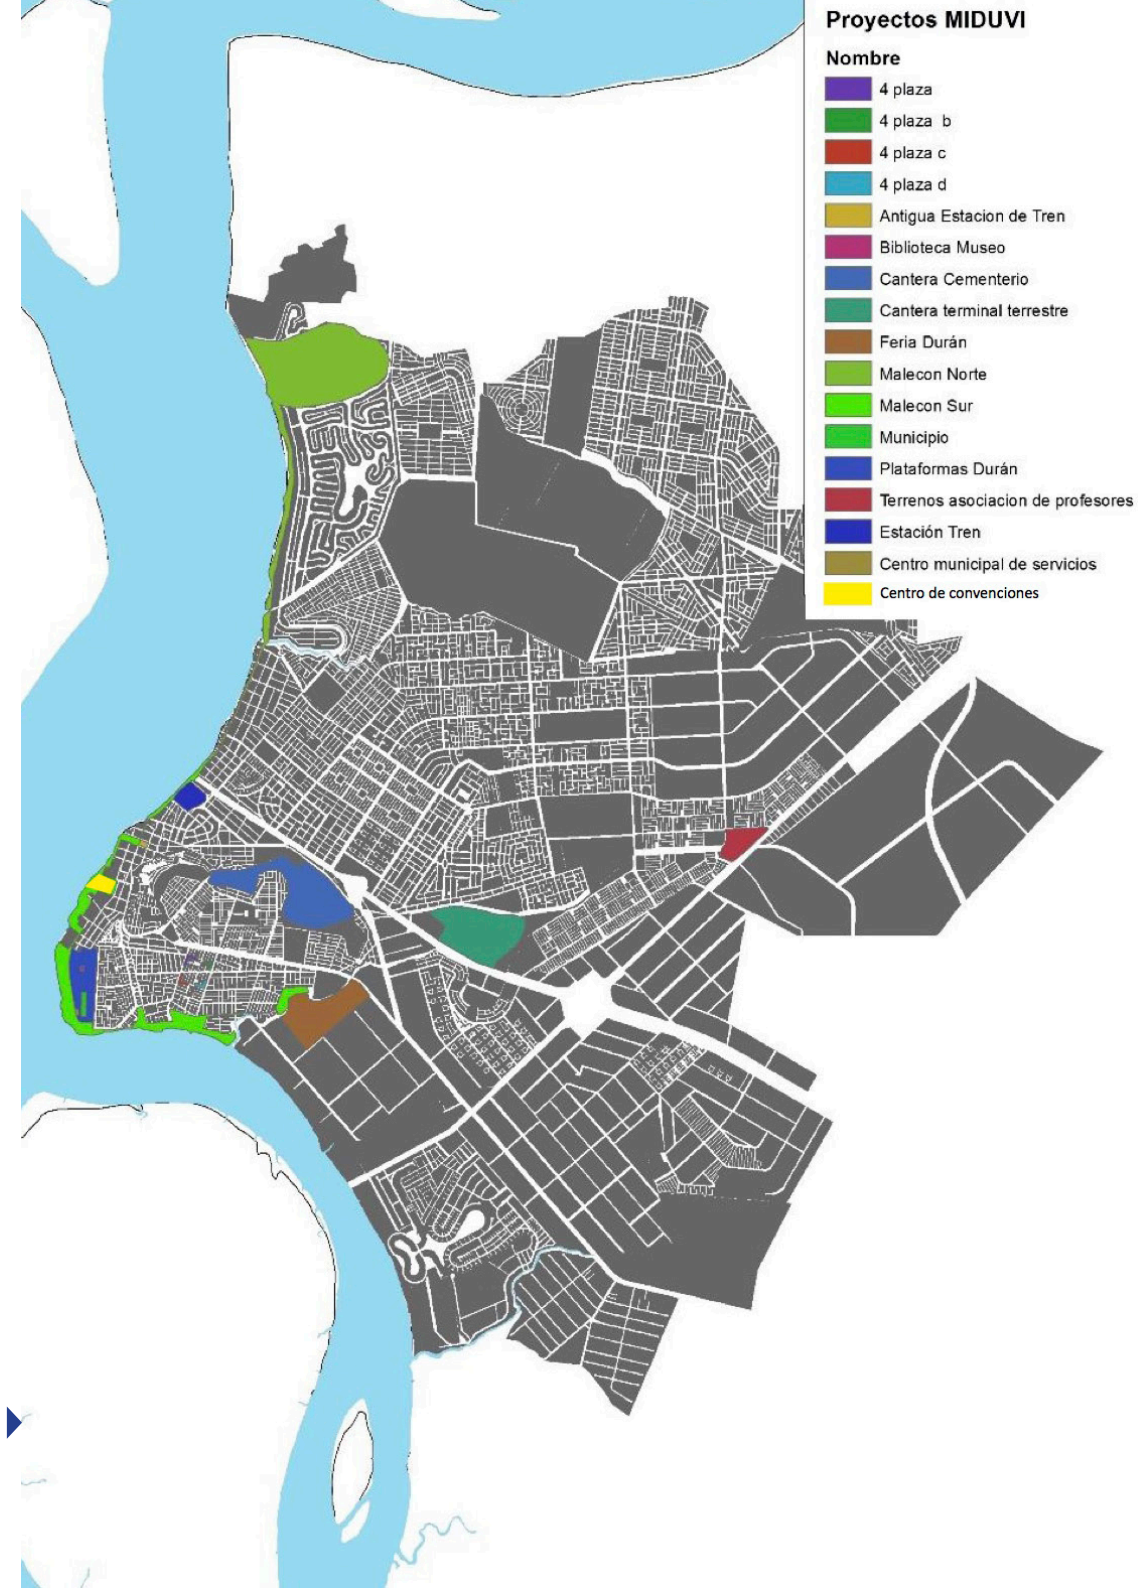 Proyectos MIDUVI
Nombre
4 plaza
4 plaza b
4 plaza c
4 plaza d
Antigua Estacion de Tren
Biblioteca Museo
Cantera Cementerio
Cantera terminal terrestre
Feria Durán
Malecon Norte
Malecon Sur
Municipio
Plataformas Durán
Terrenos asociacion de profesores
Estación Tren
Centro municipal de servicios
Centro de convenciones